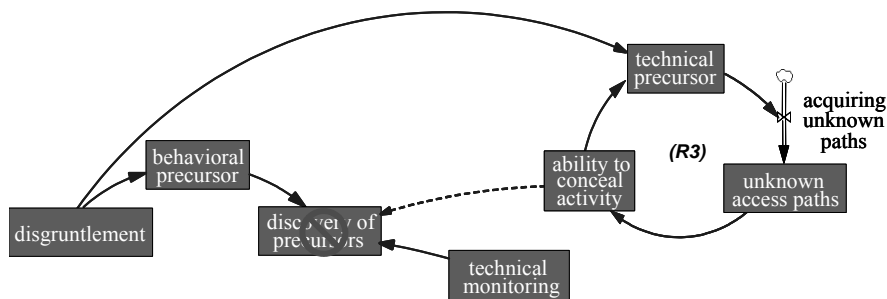 technical
precursor
acquiring
unknown
paths
behavioral
precursor
(R3)
ability to
conceal
activity
unknown
access paths
disgruntlement
discovery of
precursors
technical
monitoring